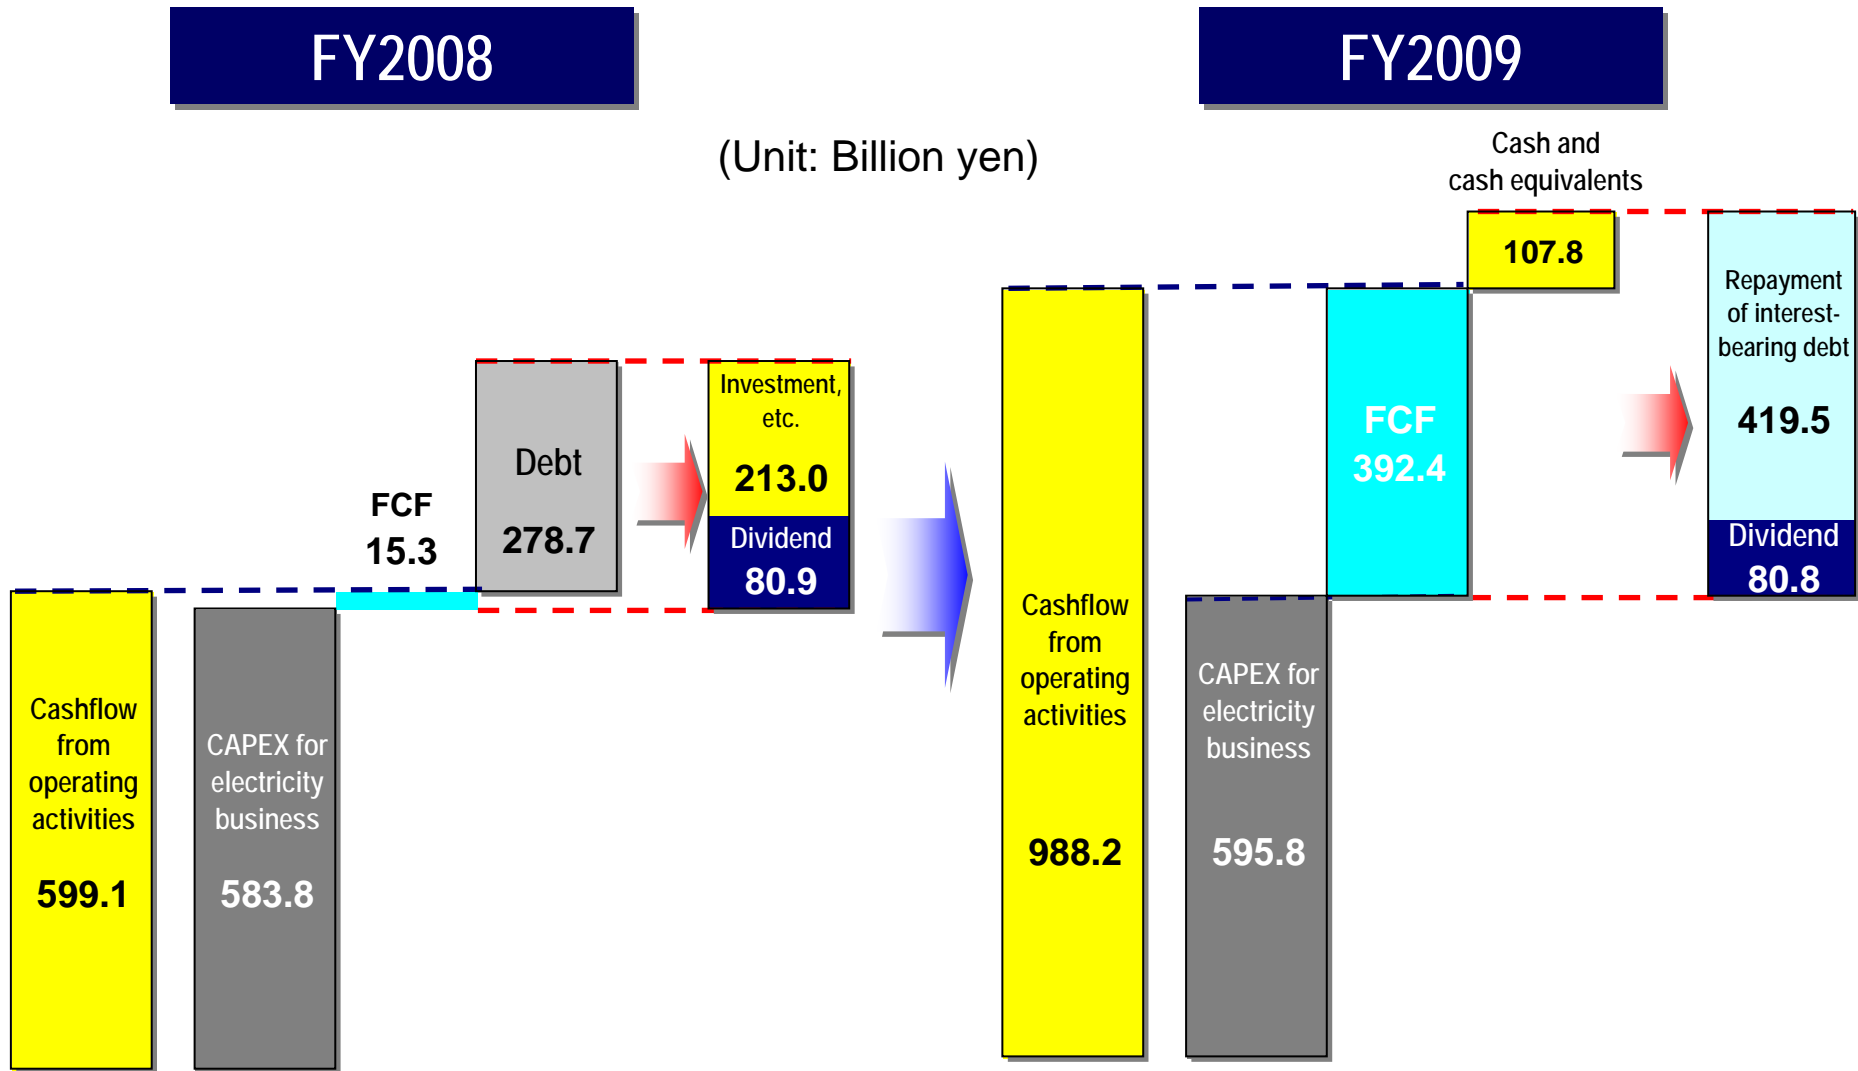 FY2008
FY2009
(Unit: Billion yen)
Cashflow
from
operating
activities
599.1
CAPEX for
electricity
business
583.8
FCF
15.3
Debt
278.7
Investment,
etc.
213.0
Dividend
80.9
Cashflow
from
operating
activities
988.2
CAPEX for
electricity
business
595.8
FCF
392.4
Cash and
cash equivalents
107.8
Repayment
of interest-
bearing debt
419.5
Dividend
80.8